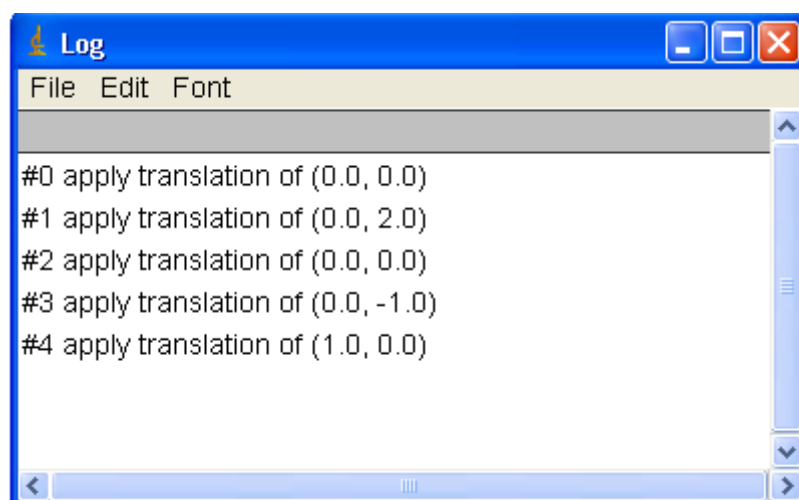 Log
File Edit Font
#0 apply translation of (0.0, 0.0)
#1 apply translation of (0.0, 2.0)
#2 apply translation of (0.0, 0.0)
#3 apply translation of (0.0, -1.0)
#4 apply translation of (1.0, 0.0)